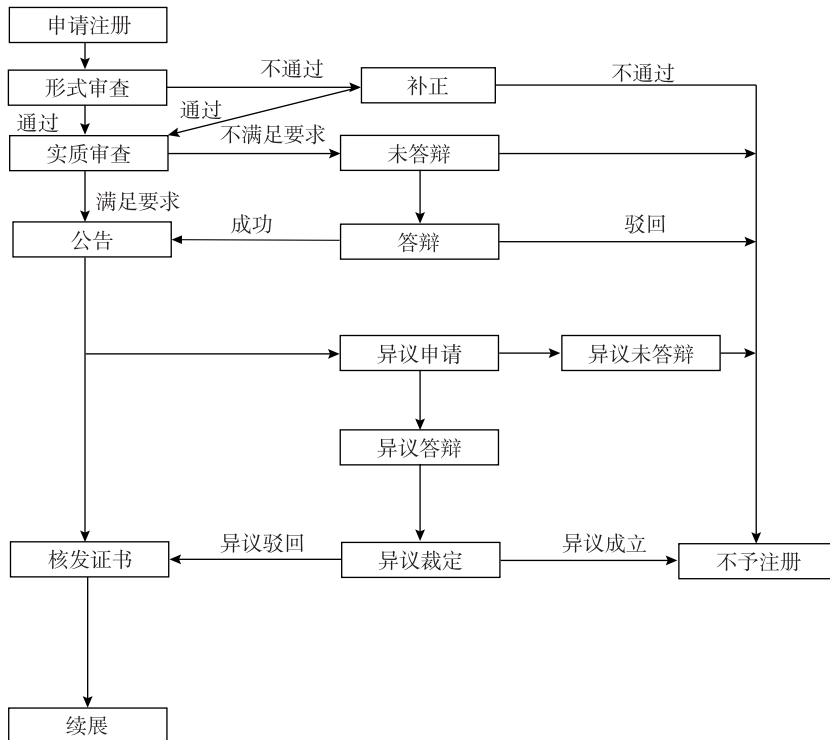 申请注册
不通过
不通过
形式审查
补正
通过
通过
不满足要求
实质审查
未答辩
满足要求
成功
驳回
公告
答辩
异议申请
异议未答辩
异议答辩
异议驳回
异议成立
核发证书
异议裁定
不予注册
续展